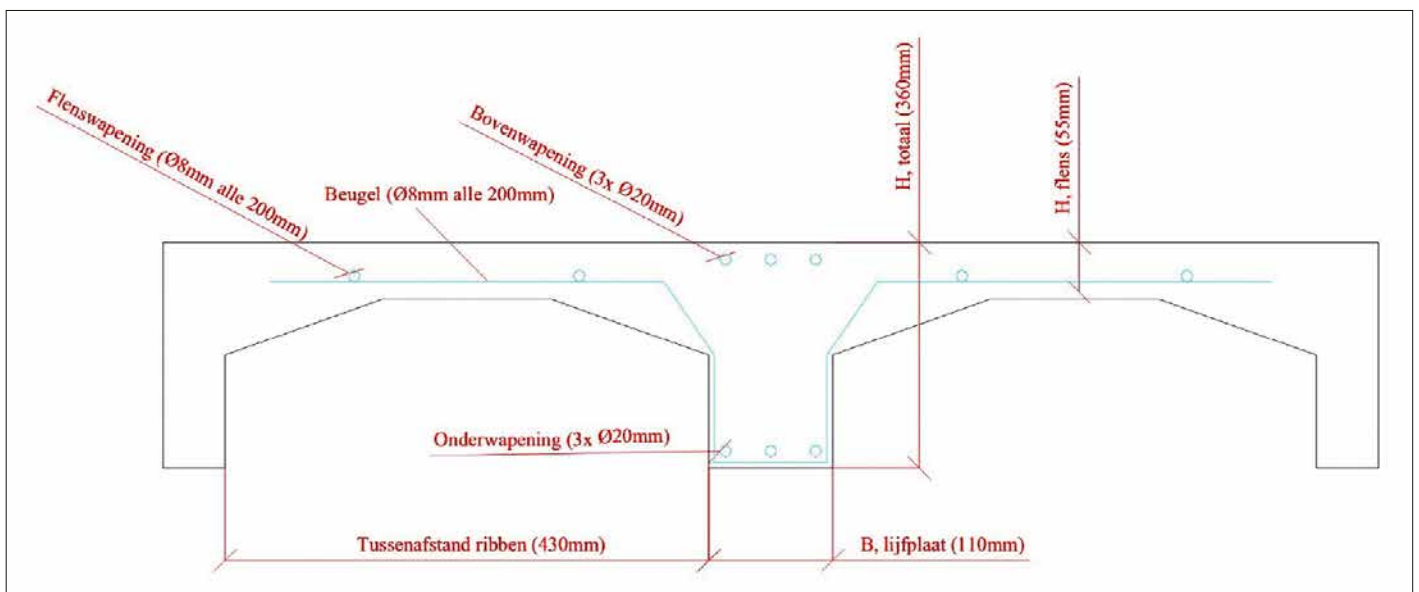 Flenswapening (Ø8mm alle 200mm)
Beugel (Ø8mm alle 200mm)
Bovenwapening (3x Ø20mm)
H, totaal (360mm)
H, flens (55mm)
Onderwapening (3x Ø20mm)
Tussenafstand ribben (430mm)
B, lijfplaat (110mm)